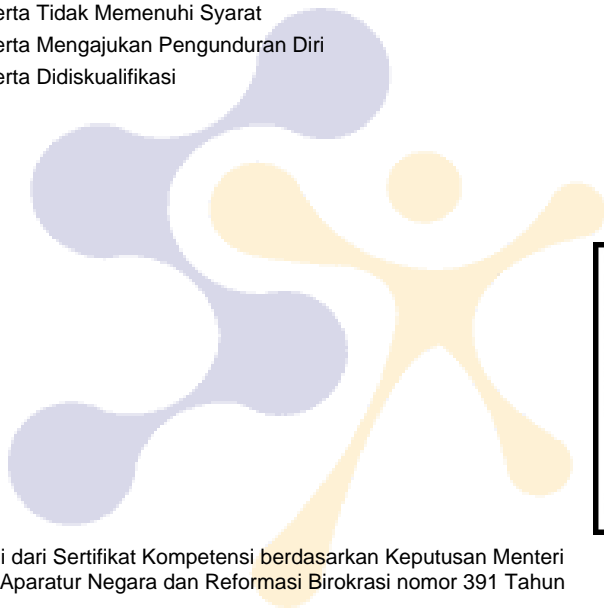 erta Tidak Memenuhi Syarat
erta Mengajukan Pengunduran Diri
erta Didiskualifikasi
i dari Sertifikat Kompetensi berdasarkan Keputusan Menteri
Aparatur Negara dan Reformasi Birokrasi nomor 391 Tahun